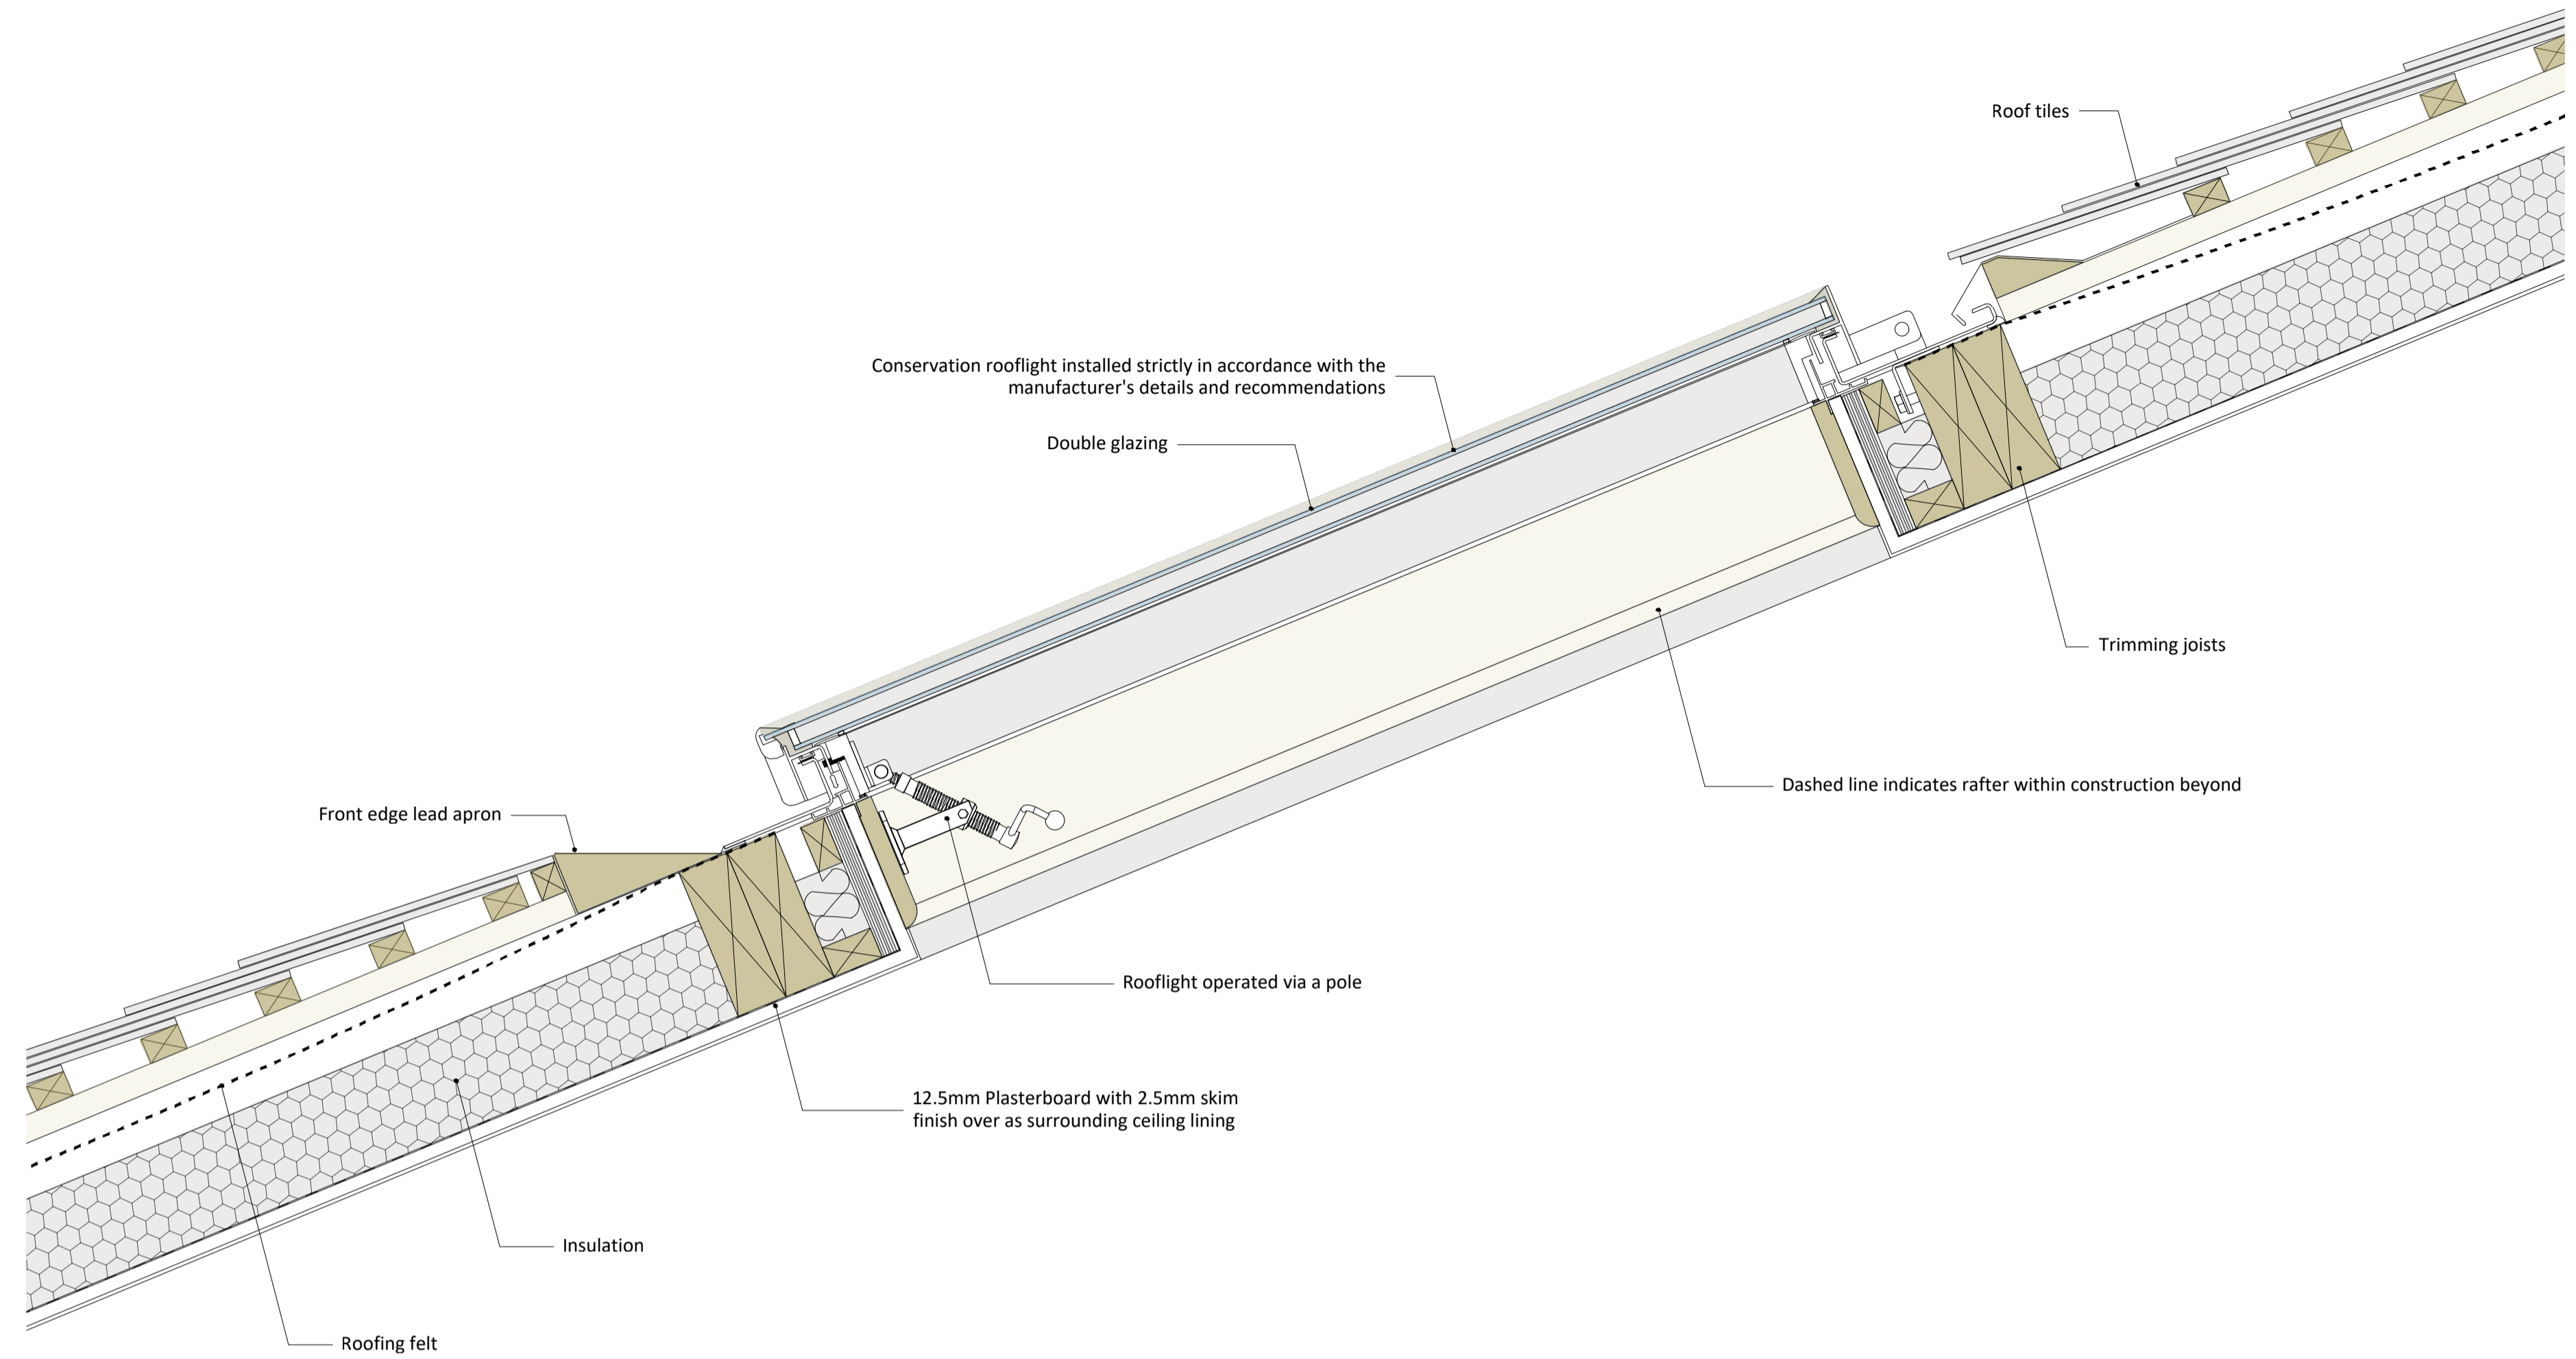 Roof tiles
Conservation rooflight installed strictly in accordance with the
manufacturer's details and recommendations
Double glazing
Trimming joists
Dashed line indicates rafter within construction beyond
Front edge lead apron
Rooflight operated via a pole
12.5mm Plasterboard with 2.5mm skim
finish over as surrounding ceiling lining
Insulation
Roofing felt